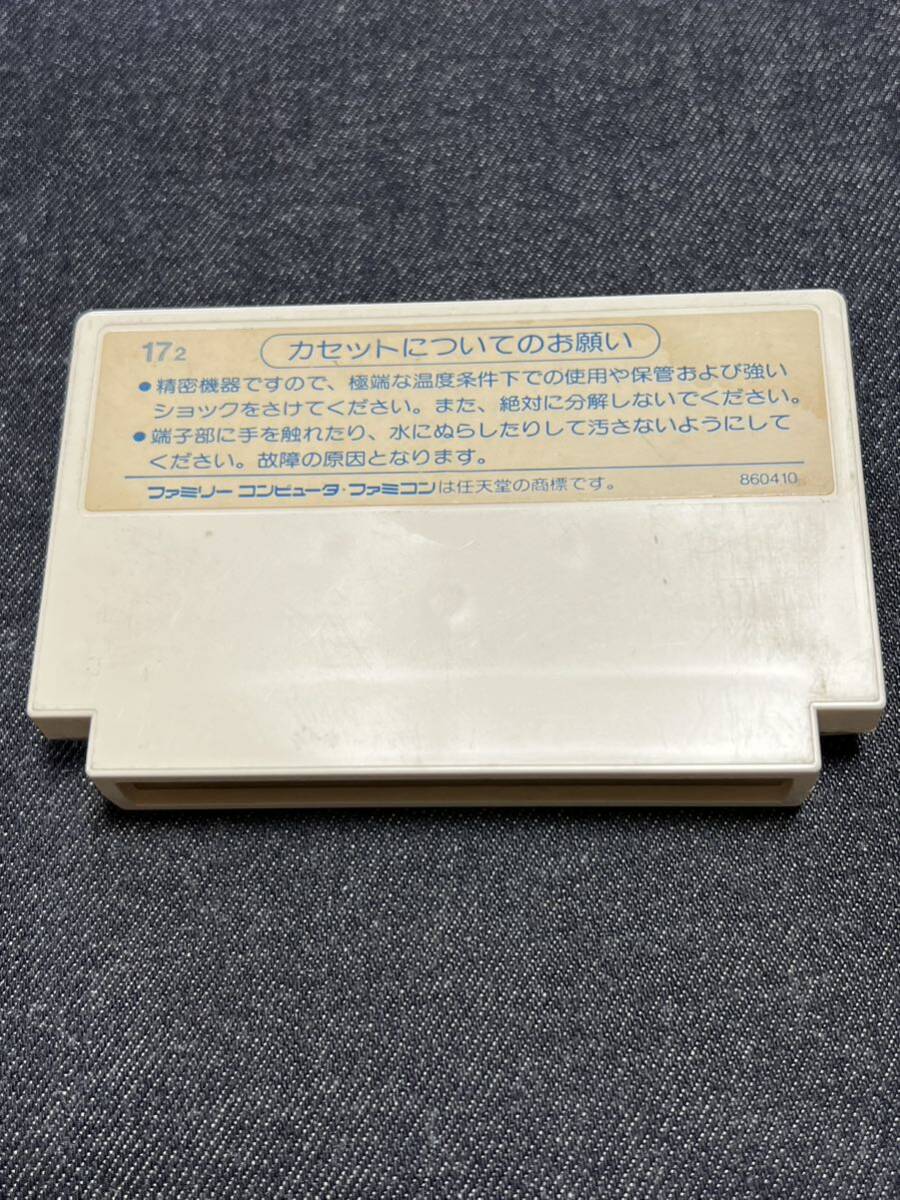 17 2
カセットについてのお願い
●精密機器ですので、極端な温度条件下での使用や保管および強い
ショックをさけてください。また、絶対に分解しないでください。
●端子部に手を触れたり、水にぬらしたりして汚さないようにして
ください。故障の原因となります。
ファミリー コンピュータ・ファミコンは任天堂の商標です。
860410